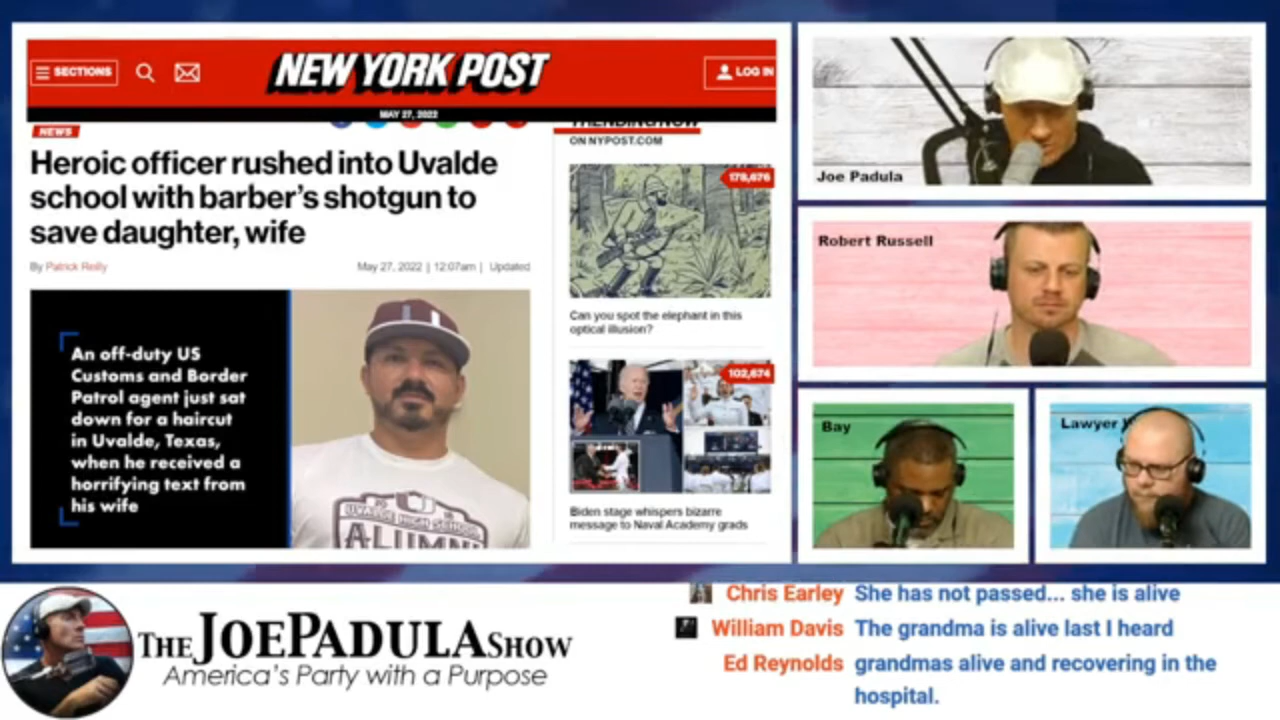 SECTIONS
NEW YORK POST
LOG IN
MAY 27, 2022
NEWS
Heroic officer rushed into Uvalde
school with barber's shotgun to
save daughter, wife
By Patrick Reilly
May 27, 2022 | 12:07am | Updated
An off-duty US
Customs and Border
Patrol agent just sat
down for a haircut
in Uvalde, Texas,
when he received a
horrifying text from
his wife
UVALDE HIGH SCHOOL
ALUMNI
TRENDING NOW
ON NYPOST.COM
178,676
Can you spot the elephant in this
optical illusion?
102,674
Biden stage whispers bizarre
message to Naval Academy grads
Joe Padula
Robert Russell
Bay
Lawyer
THE JOEPADULA SHOW
America's Party with a Purpose
Chris Earley She has not passed... she is alive
William Davis The grandma is alive last I heard
Ed Reynolds grandmas alive and recovering in the
hospital.